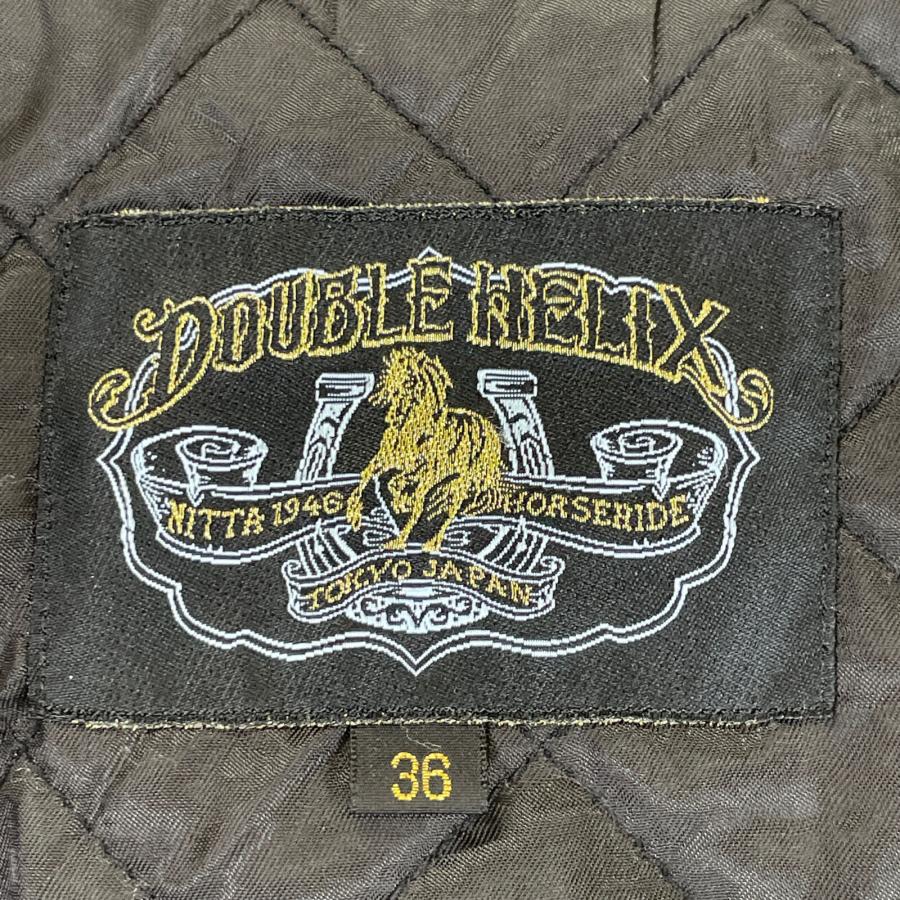 DOUBLE HELIX
NITTA 1946 HORSERIDE
TOKYO JAPAN
36